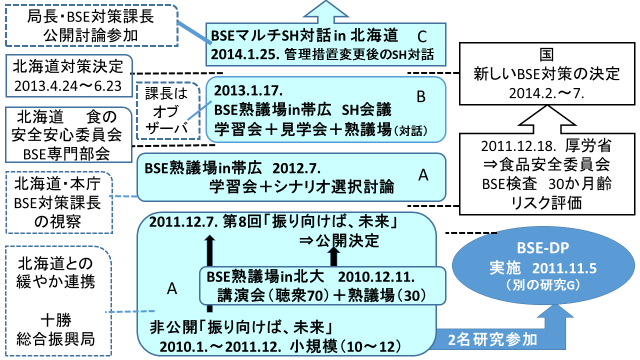 局長・BSE対策課長
公開討論参加
BSEマルチSH対話in 北海道 C
2014.1.25. 管理措置変更後のSH対話
北海道対策決定
2013.4.24～6.23
課長は
オブ
ザーバ
2013.1.17. B
BSE熟議場in帯広 SH会議
学習会＋見学会＋熟議場（対話）
国
新しいBSE対策の決定
2014.2.～7.
北海道 食の
安全安心委員会
BSE専門部会
2011.12.18. 厚労省
⇒食品安全委員会
BSE検査 30か月齢
リスク評価
BSE熟議場in帯広 2012.7. A
学習会＋シナリオ選択討論
北海道・本庁
BSE対策課長
の視察
2011.12.7. 第8回「振り向けば、未来」
⇒公開決定
BSE-DP
実施 2011.11.5
（別の研究G）
北海道との
緩やか連携
十勝
総合振興局
A
BSE熟議場in北大 2010.12.11.
講演会（聴衆70）＋熟議場（30）
非公開「振り向けば、未来」
2010.1.～2011.12. 小規模（10～12）
2名研究参加